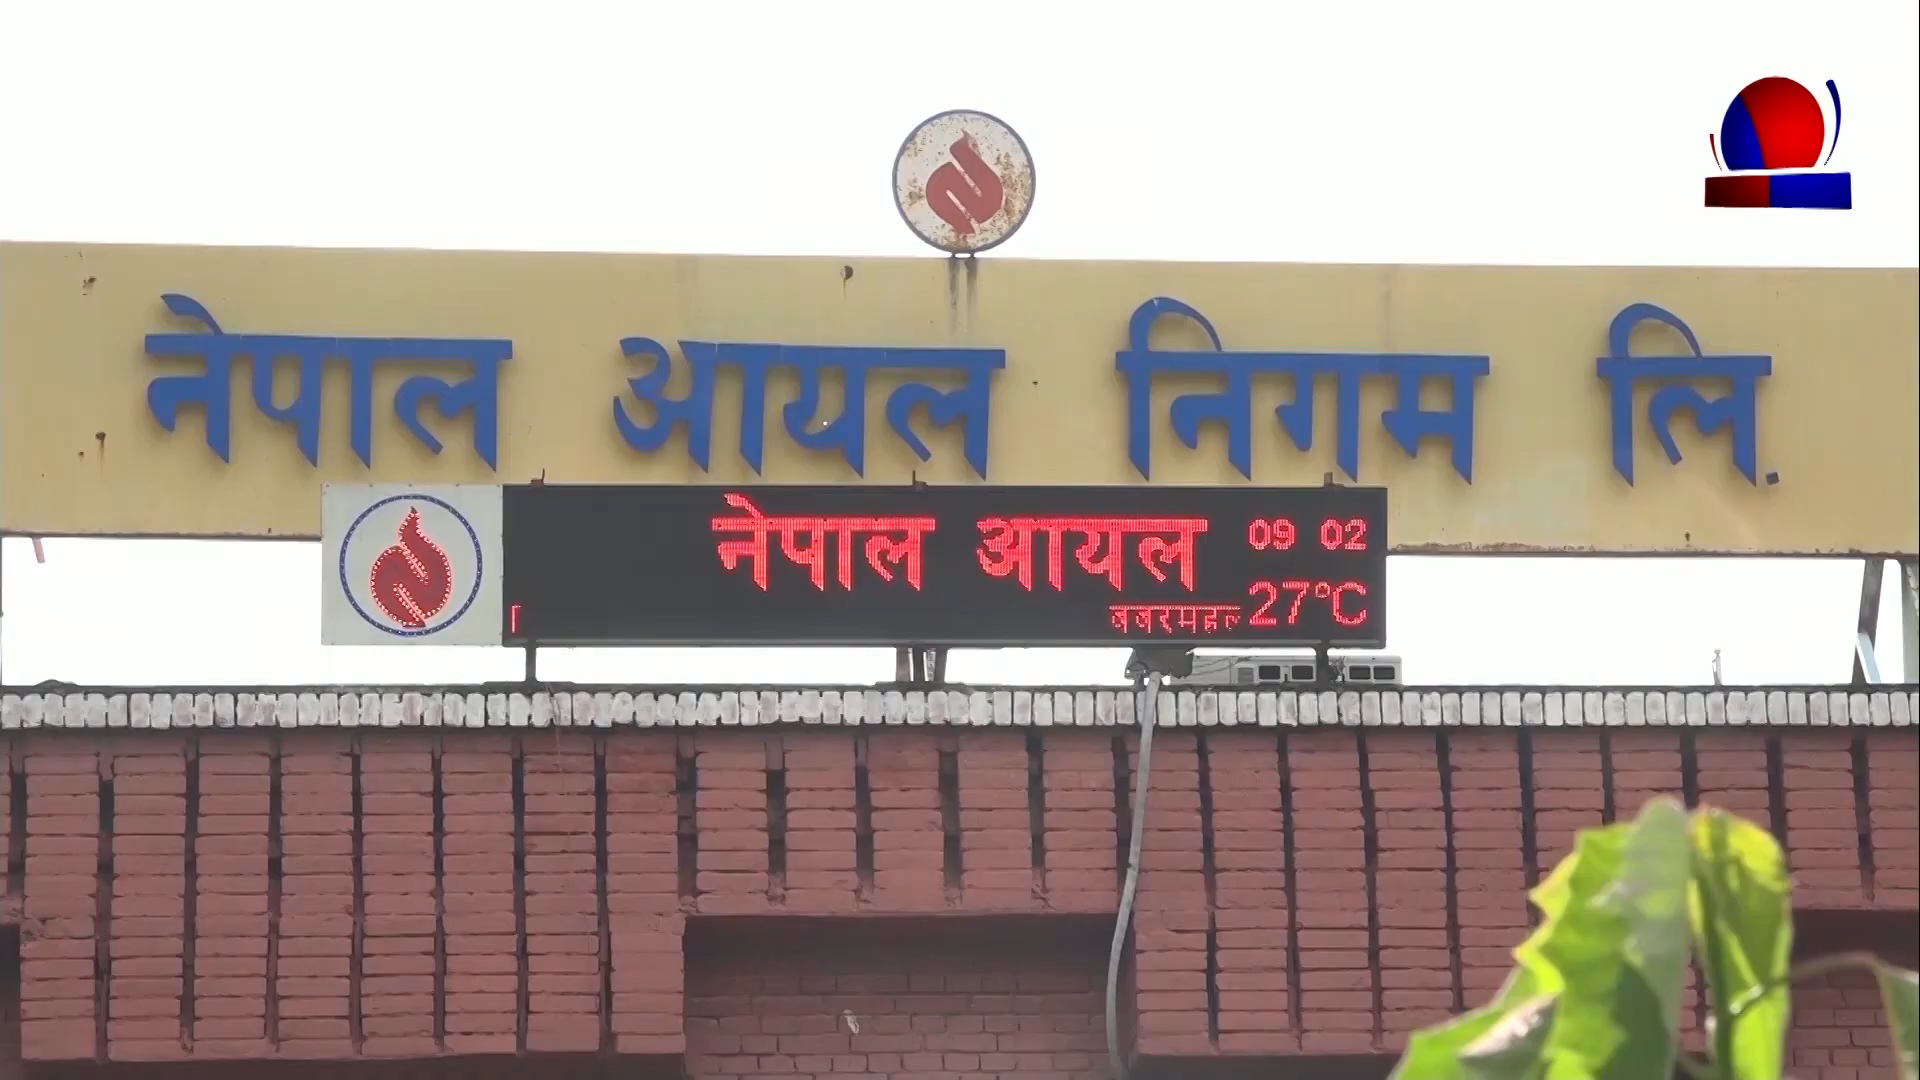 नेपाल आयल निगम लि.
नेपाल आयल 09 02
बबरमहल 27°C